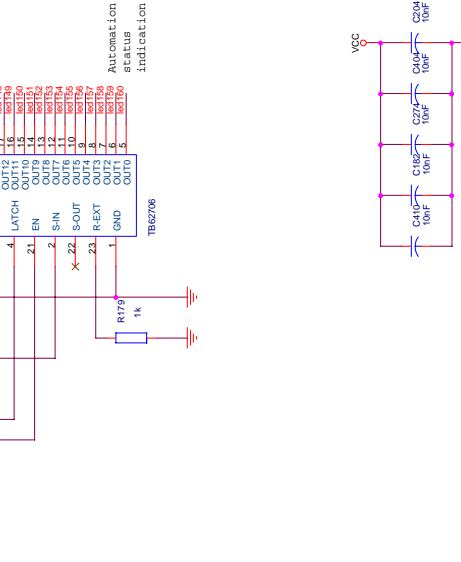 Automation
status
indication
led149
led150
led151
led152
led153
led154
led155
led156
led157
led158
led159
led160
16
15
14
13
12
11
10
9
8
7
6
5
OUT12
OUT11
OUT10
OUT9
OUT8
OUT7
OUT6
OUT5
OUT4
OUT3
OUT2
OUT1
OUT0
LATCH
EN
S-IN
S-OUT
R-EXT
GND
TB62706
4
21
2
22
23
1
R179
1k
VCC
C204
10nF
C404
10nF
C274
10nF
C182
10nF
C410
10nF